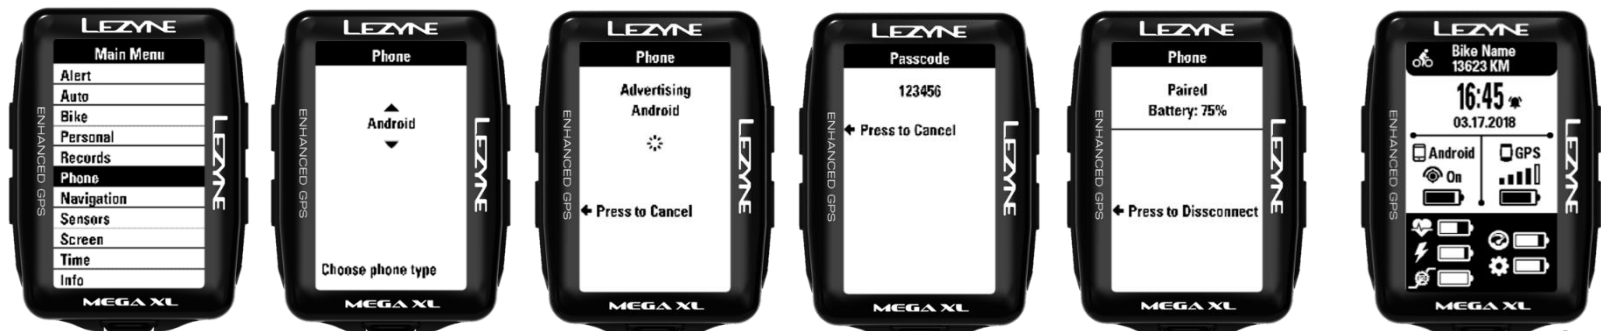 LEZYNE
Main Menu
Alert
Auto
Bike
Personal
Records
Phone
Navigation
Sensors
Screen
Time
Info
ENHANCED GPS
LEZYNE
MEGA XL
LEZYNE
Phone
Android
Choose phone type
ENHANCED GPS
LEZYNE
MEGA XL
LEZYNE
Phone
Advertising
Android
← Press to Cancel
ENHANCED GPS
LEZYNE
MEGA XL
LEZYNE
Passcode
123456
← Press to Cancel
ENHANCED GPS
LEZYNE
MEGA XL
LEZYNE
Phone
Paired
Battery: 75%
← Press to Dissconnect
ENHANCED GPS
LEZYNE
MEGA XL
LEZYNE
Bike Name
13623 KM
16:45
03.17.2018
Android GPS
On
ENHANCED GPS
LEZYNE
MEGA XL